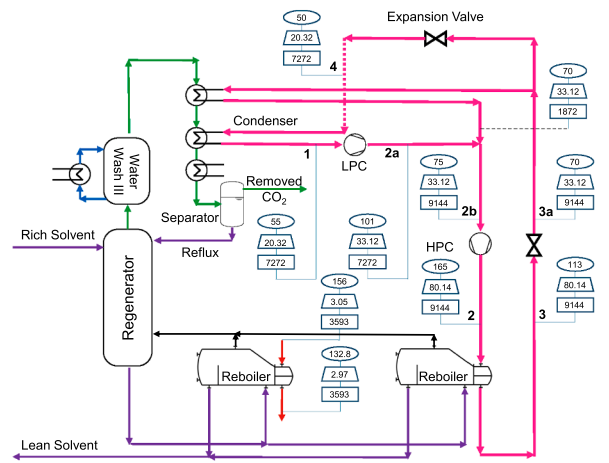 Expansion Valve
50
20.32
7272
4
70
33.12
1872
Condenser
1
LPC
2a
Water
Wash III
Removed
CO2
Separator
Reflux
Rich Solvent
Regenerator
55
20.32
7272
101
33.12
7272
75
33.12
9144
2b
70
33.12
9144
3a
HPC
165
80.14
9144
2
113
80.14
9144
3
156
3.05
3593
132.8
2.97
3593
Reboiler
Reboiler
Lean Solvent